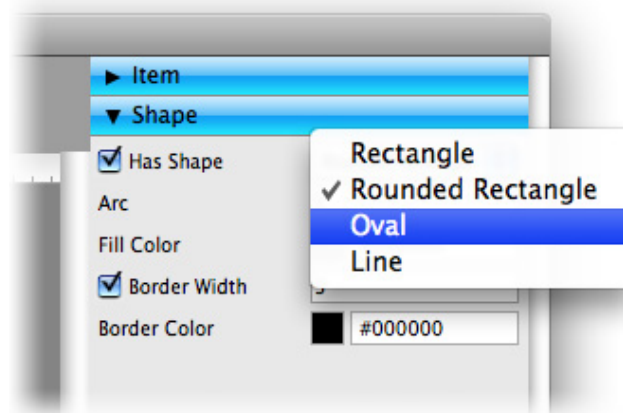 Item
Shape
Has Shape
Rectangle
Rounded Rectangle
Arc
Oval
Fill Color
Line
Border Width
Border Color
#000000